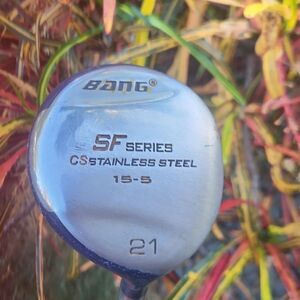 BANG®
SF SERIES
CS STAINLESS STEEL
15-5
21